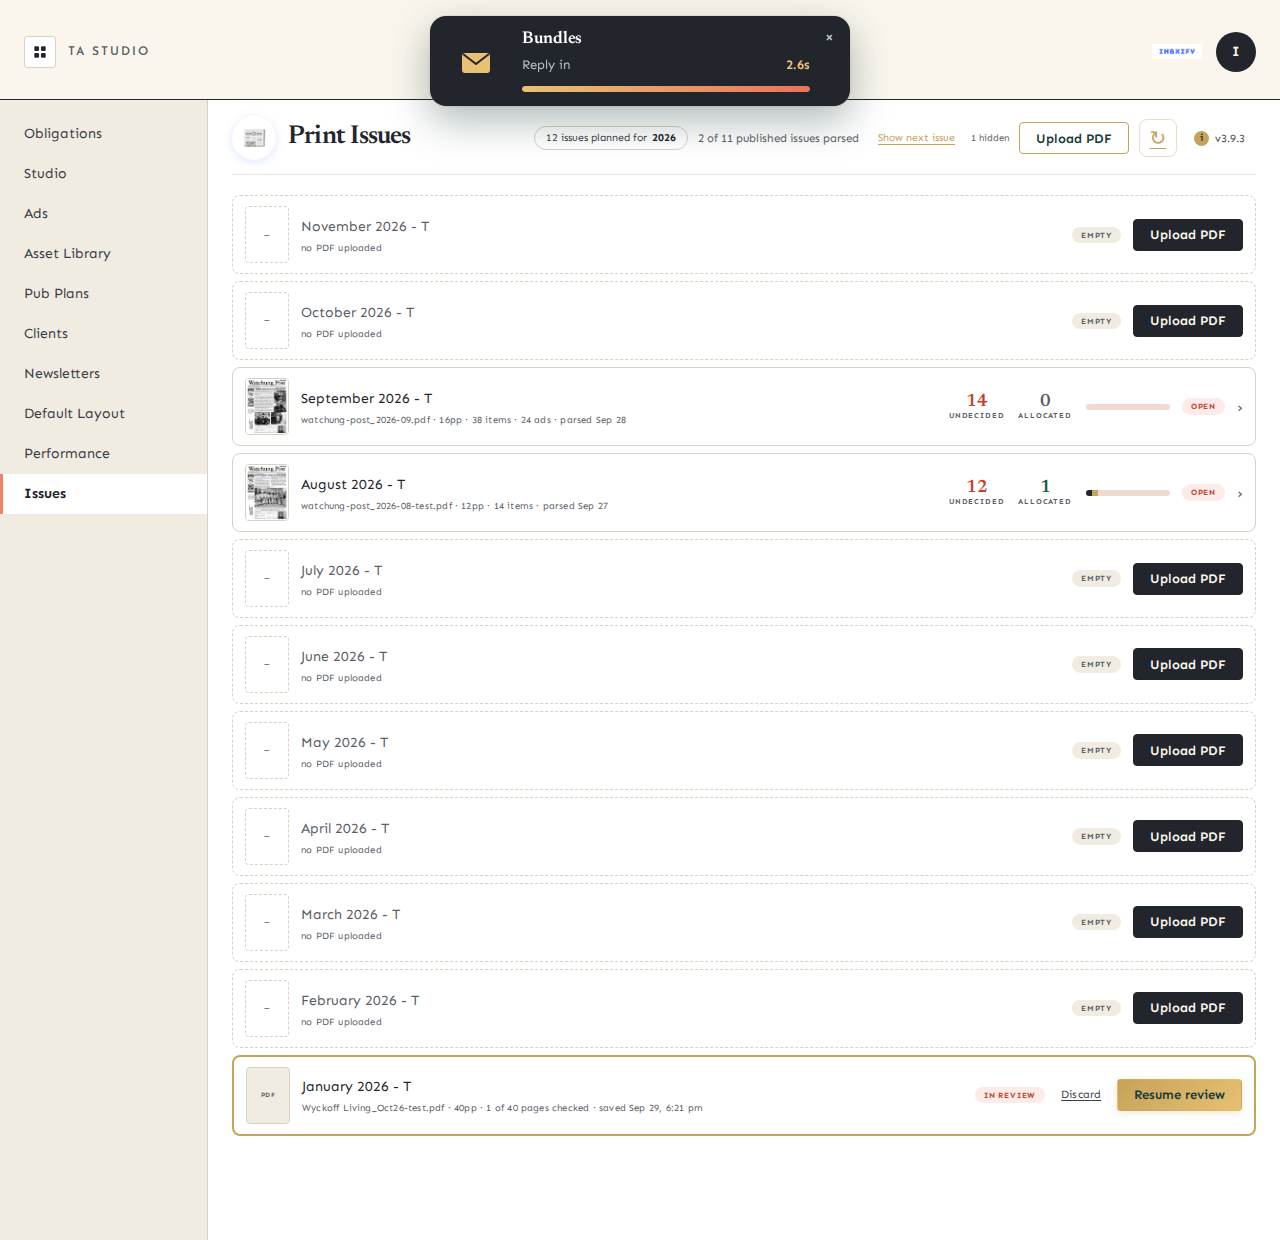 TA STUDIO
Bundles
×
Reply in
2.6s
INBXIFY
I
Obligations
Studio
Ads
Asset Library
Pub Plans
Clients
Newsletters
Default Layout
Performance
Issues
Print Issues
12 issues planned for 2026
2 of 11 published issues parsed
Show next issue
1 hidden
Upload PDF
↻
i
v3.9.3
–
November 2026 - T
no PDF uploaded
EMPTY
Upload PDF
–
October 2026 - T
no PDF uploaded
EMPTY
Upload PDF
Watchung Post
September 2026 - T
watchung-post_2026-09.pdf · 16pp · 38 items · 24 ads · parsed Sep 28
14
UNDECIDED
0
ALLOCATED
OPEN
›
Watchung Post
August 2026 - T
watchung-post_2026-08-test.pdf · 12pp · 14 items · parsed Sep 27
12
UNDECIDED
1
ALLOCATED
OPEN
›
–
July 2026 - T
no PDF uploaded
EMPTY
Upload PDF
–
June 2026 - T
no PDF uploaded
EMPTY
Upload PDF
–
May 2026 - T
no PDF uploaded
EMPTY
Upload PDF
–
April 2026 - T
no PDF uploaded
EMPTY
Upload PDF
–
March 2026 - T
no PDF uploaded
EMPTY
Upload PDF
–
February 2026 - T
no PDF uploaded
EMPTY
Upload PDF
PDF
January 2026 - T
Wyckoff Living_Oct26-test.pdf · 40pp · 1 of 40 pages checked · saved Sep 29, 6:21 pm
IN REVIEW
Discard
Resume review